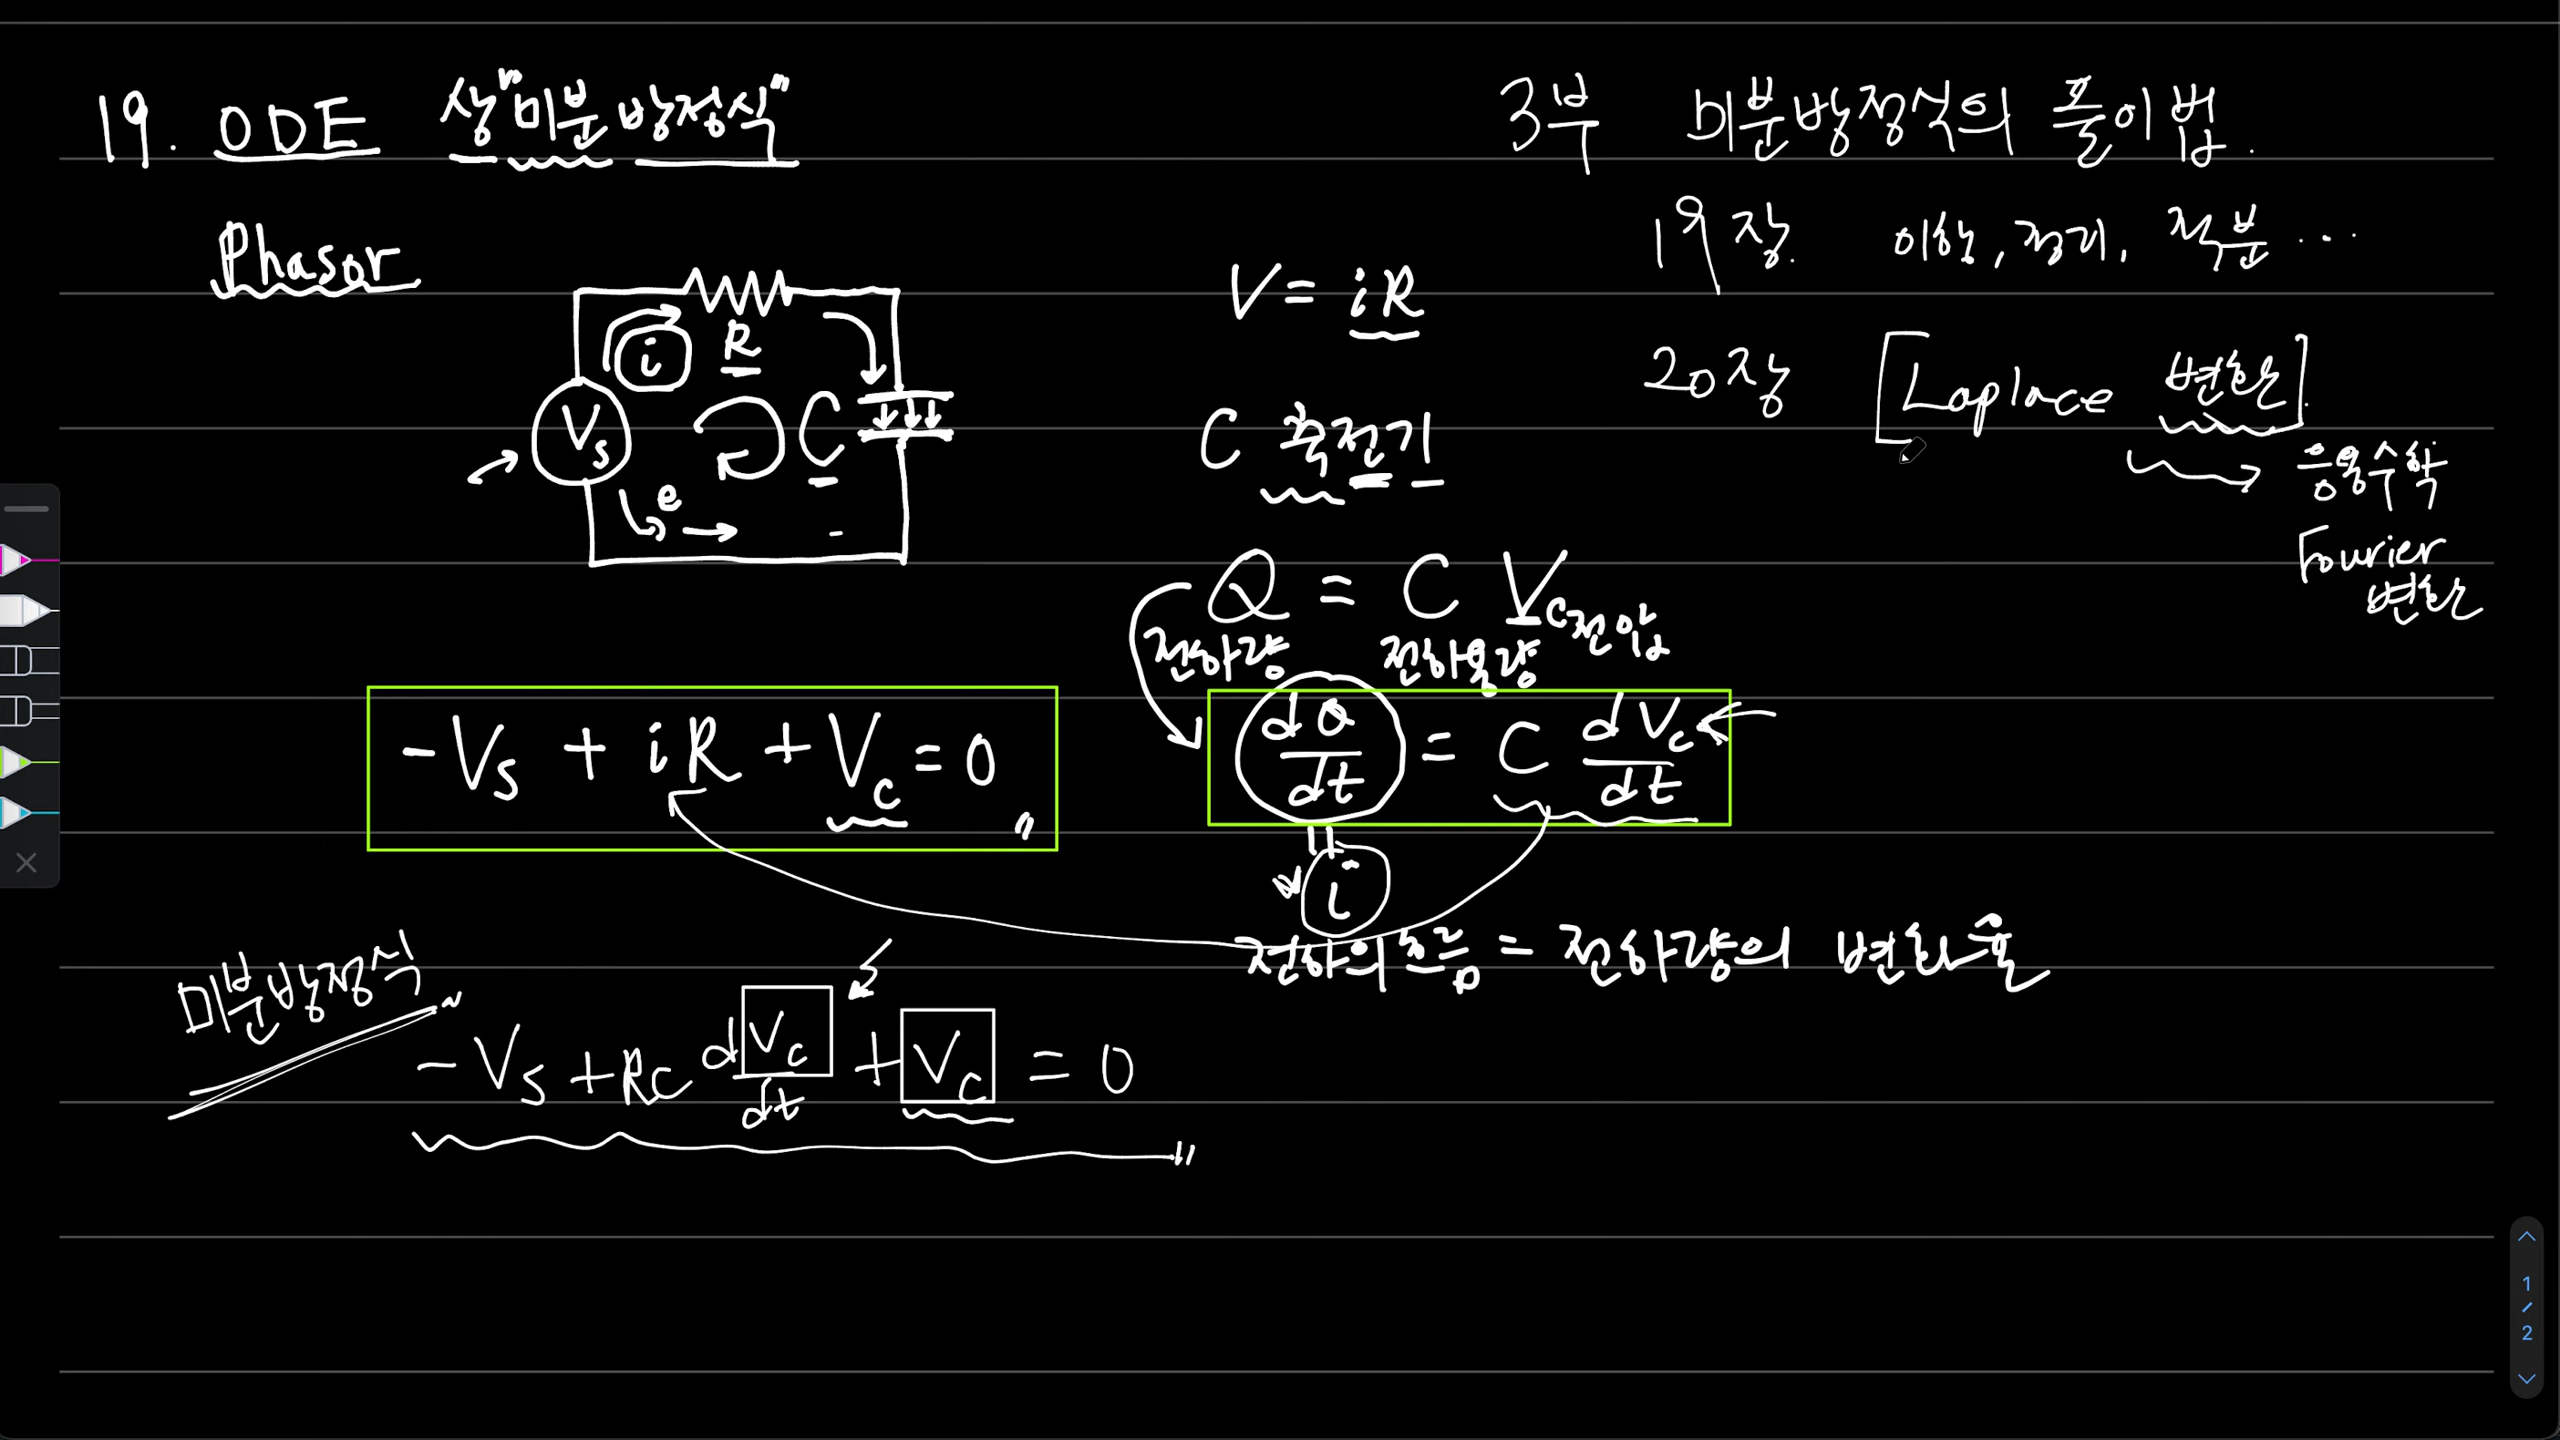 19. ODE 상"미분방정식"
Phasor
i R
Vs C
e
-
V = iR
C 축전기
Q = C Vc
전하량 전하용량 전압
dQ/dt = C dVc/dt
i
전하의 흐름 = 전하량의 변화율
-Vs + iR + Vc = 0 "
미분방정식
-Vs + RC dVc/dt + Vc = 0
"
3부 미분방정식의 풀이법.
19장. 이항, 정리, 적분...
20장 [Laplace 변환].
응용수학
Fourier
변환
1
/
2